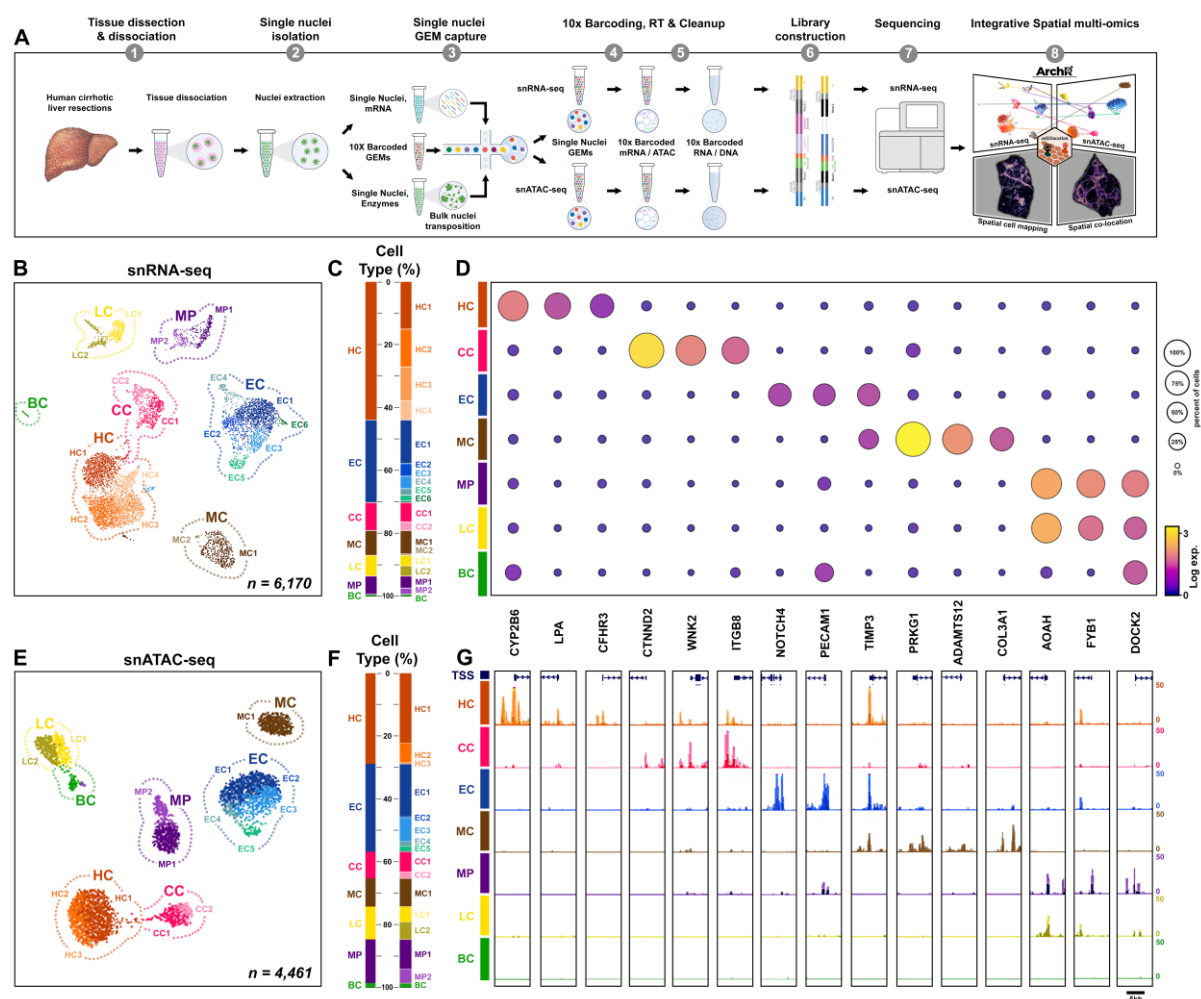 A
Tissue dissection
& dissociation
Single nuclei
isolation
Single nuclei
GEM capture
10x Barcoding, RT & Cleanup
Library
construction
Sequencing
Integrative Spatial multi-omics
1
2
3
4
5
6
7
8
Human cirrhotic
liver resections
Tissue dissociation
Nuclei extraction
Single Nuclei,
mRNA
10X Barcoded
GEMs
Single Nuclei,
Enzymes
Bulk nuclei
transposition
snRNA-seq
Single Nuclei
GEMs
10x Barcoded
mRNA / ATAC
10x Barcoded
RNA / DNA
snATAC-seq
snRNA-seq
snATAC-seq
ArchR
snRNA-seq
cell2location
snATAC-seq
Spatial cell mapping
Spatial co-location
B
snRNA-seq
LC
LC1
LC2
MP
MP1
MP2
BC
CC2
CC
CC1
EC4
EC
EC1
EC6
EC2
EC3
EC5
HC
HC1
HC4
HC2
HC3
MC
MC2
MC1
n = 6,170
C
Cell
Type (%)
0
20
40
60
80
100
HC
EC
CC
MC
LC
MP
BC
HC1
HC2
HC3
HC4
EC1
EC2
EC3
EC4
EC5
EC6
CC1
CC2
MC1
MC2
LC1
LC2
MP1
MP2
BC
D
HC
CC
EC
MC
MP
LC
BC
100%
75%
50%
25%
0%
percent of cells
3
0
Log exp.
CYP2B6
LPA
CFHR3
CTNND2
WNK2
ITGB8
NOTCH4
PECAM1
TIMP3
PRKG1
ADAMTS12
COL3A1
AOAH
FYB1
DOCK2
E
snATAC-seq
LC
LC1
LC2
BC
MC
MC1
MP2
MP
MP1
EC
EC1
EC2
EC3
EC4
EC5
HC
HC2
HC1
HC3
CC
CC2
CC1
n = 4,461
F
Cell
Type (%)
0
20
40
60
80
100
HC
EC
CC
MC
LC
MP
BC
HC1
HC2
HC3
EC1
EC2
EC3
EC4
EC5
CC1
CC2
MC1
LC1
LC2
MP1
MP2
BC
G
TSS
HC
50
0
CC
50
0
EC
50
0
MC
50
0
MP
50
0
LC
50
0
BC
50
0
5kb